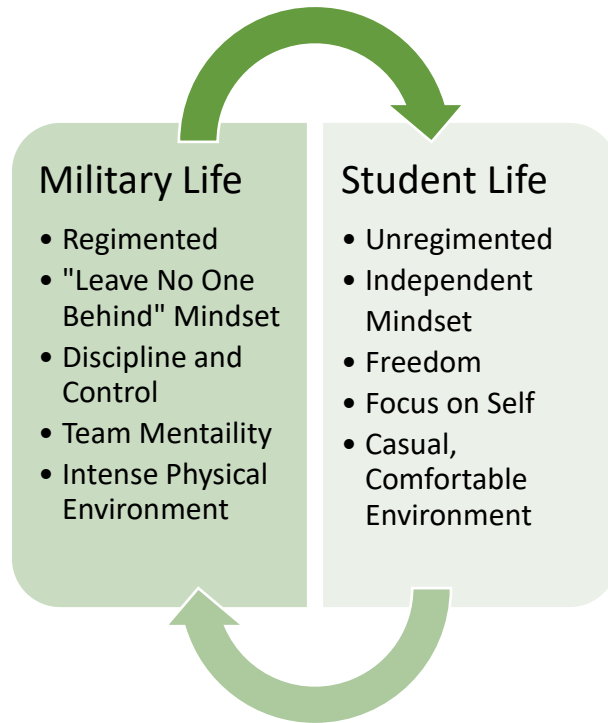 Military Life
• Regimented
• "Leave No One
Behind" Mindset
• Discipline and
Control
• Team Mentaility
• Intense Physical
Environment
Student Life
• Unregimented
• Independent
Mindset
• Freedom
• Focus on Self
• Casual,
Comfortable
Environment